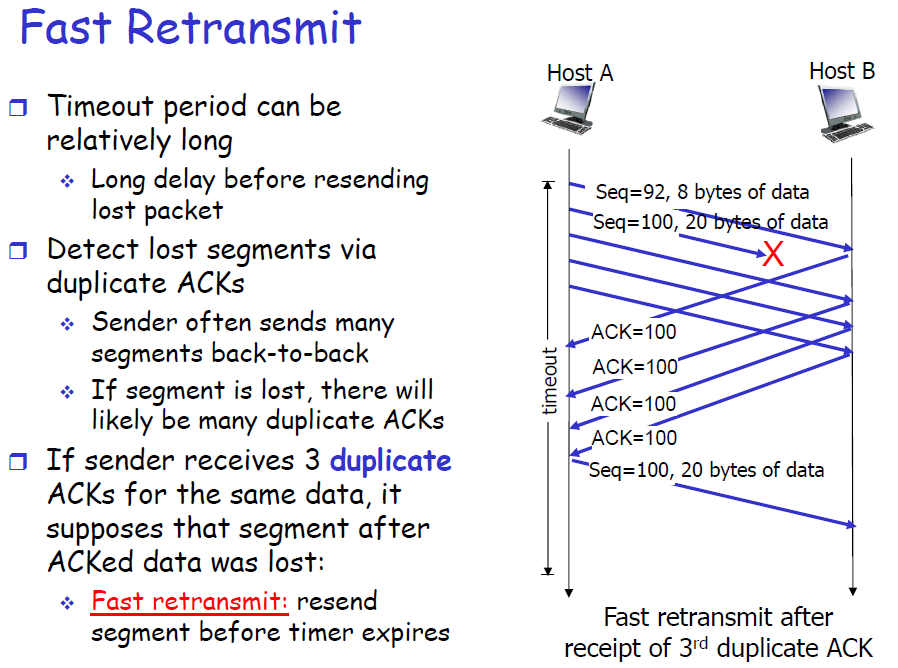 Fast Retransmit
Timeout period can be
relatively long
Long delay before resending
lost packet
Detect lost segments via
duplicate ACKs
Sender often sends many
segments back-to-back
If segment is lost, there will
likely be many duplicate ACKs
If sender receives 3 duplicate
ACKs for the same data, it
supposes that segment after
ACKed data was lost:
Fast retransmit: resend
segment before timer expires
Host A
Host B
Seq=92, 8 bytes of data
Seq=100, 20 bytes of data
X
ACK=100
ACK=100
ACK=100
ACK=100
timeout
Seq=100, 20 bytes of data
Fast retransmit after
receipt of 3rd duplicate ACK